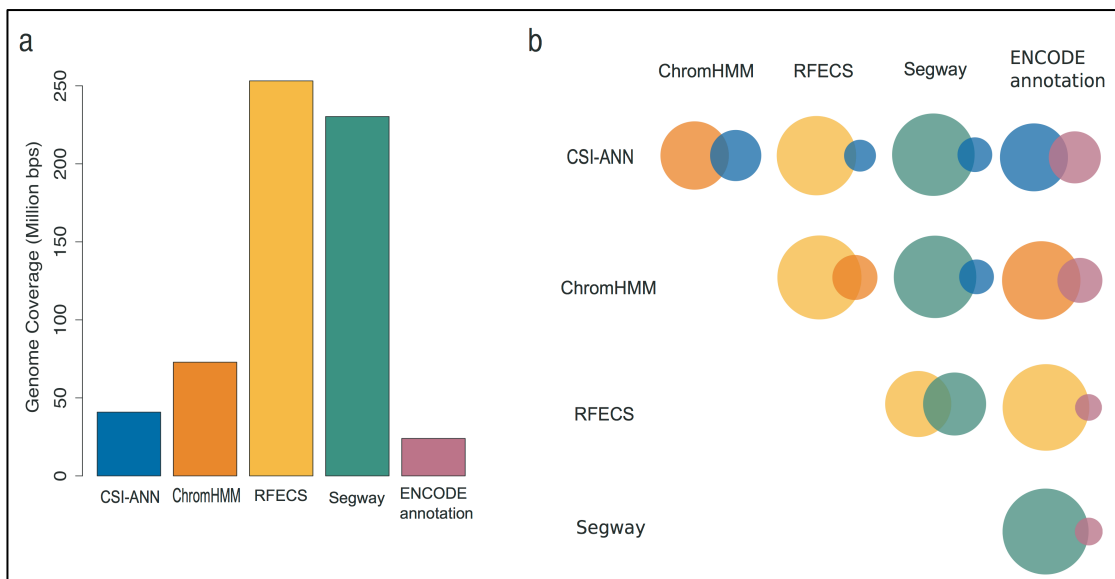 a
Genome Coverage (Million bps)
250
200
150
100
50
0
CSI-ANN
ChromHMM
RFECS
Segway
ENCODE
annotation
b
ChromHMM
RFECS
Segway
ENCODE
annotation
CSI-ANN
ChromHMM
RFECS
Segway